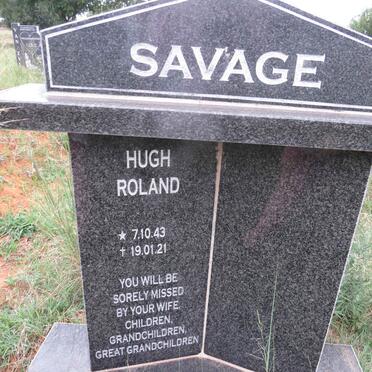 SAVAGE
HUGH
ROLAND
★ 7.10.43
✝ 19.01.21
YOU WILL BE
SORELY MISSED
BY YOUR WIFE,
CHILDREN,
GRANDCHILDREN,
GREAT GRANDCHILDREN